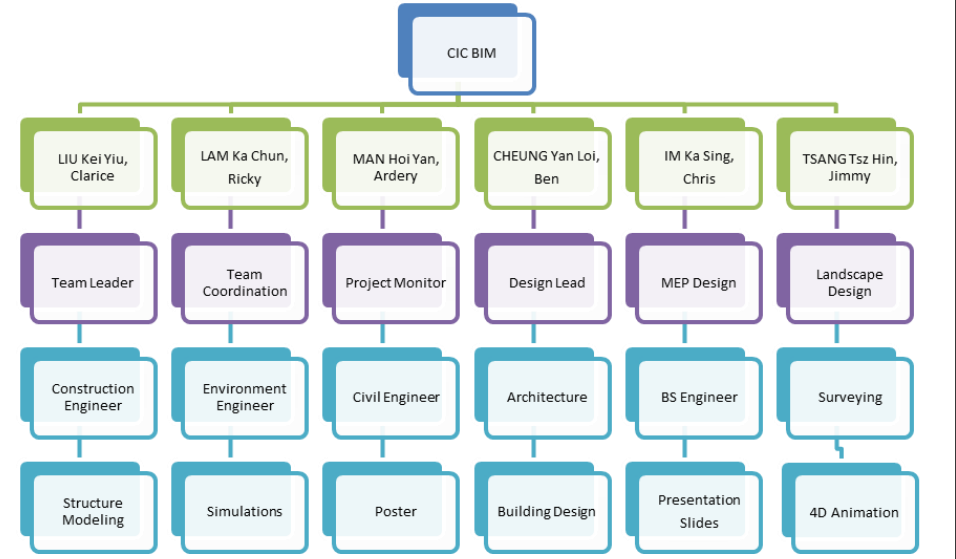 CIC BIM
LIU Kei Yiu,
Clarice
LAM Ka Chun,
Ricky
MAN Hoi Yan,
Ardery
CHEUNG Yan Loi,
Ben
IM Ka Sing,
Chris
TSANG Tsz Hin,
Jimmy
Team Leader
Team
Coordination
Project Monitor
Design Lead
MEP Design
Landscape
Design
Construction
Engineer
Environment
Engineer
Civil Engineer
Architecture
BS Engineer
Surveying
Structure
Modeling
Simulations
Poster
Building Design
Presentation
Slides
4D Animation